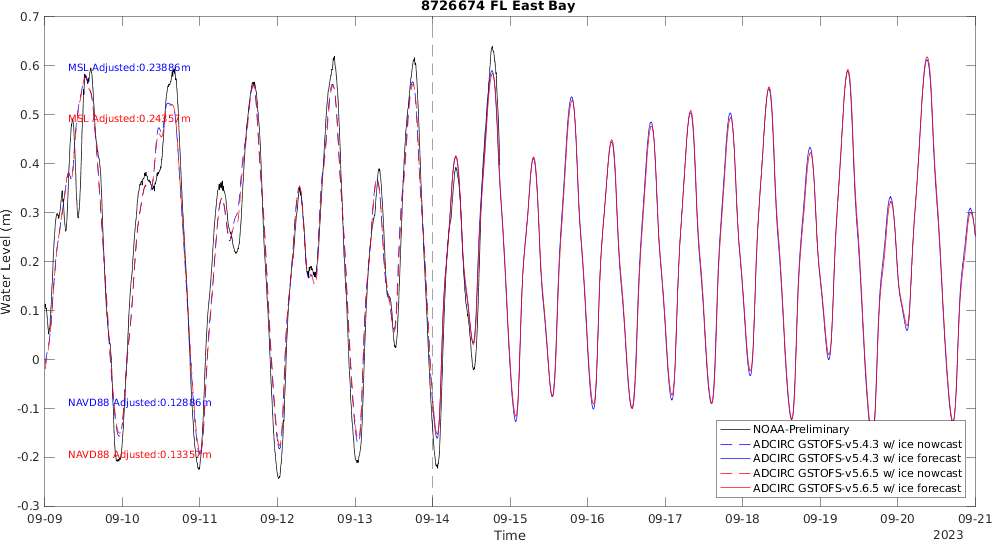 8726674 FL East Bay
Water Level (m)
0.7
0.6
0.5
0.4
0.3
0.2
0.1
0
-0.1
-0.2
-0.3
MSL Adjusted:0.23886m
MSL Adjusted:0.24357m
NAVD88 Adjusted:0.12886m
NAVD88 Adjusted:0.13357m
NOAA-Preliminary
ADCIRC GSTOFS-v5.4.3 w/ ice nowcast
ADCIRC GSTOFS-v5.4.3 w/ ice forecast
ADCIRC GSTOFS-v5.6.5 w/ ice nowcast
ADCIRC GSTOFS-v5.6.5 w/ ice forecast
09-09 09-10 09-11 09-12 09-13 09-14 09-15 09-16 09-17 09-18 09-19 09-20 09-21
Time
2023